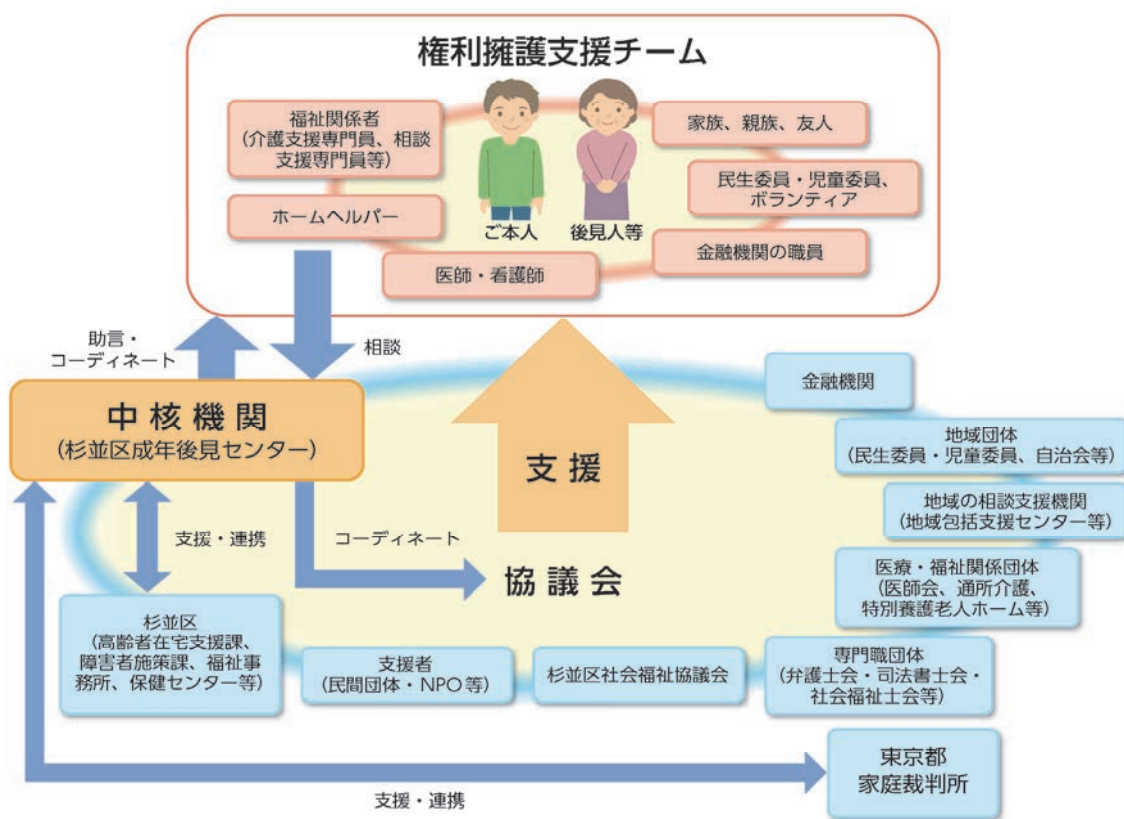 権利擁護支援チーム
福祉関係者
(介護支援専門員、相談
支援専門員等)
ホームヘルパー
ご本人
後見人等
医師・看護師
家族、親族、友人
民生委員・児童委員、
ボランティア
金融機関の職員
助言・
コーディネート
相談
中核機関
(杉並区成年後見センター)
支援
金融機関
地域団体
(民生委員・児童委員、自治会等)
地域の相談支援機関
(地域包括支援センター等)
支援・連携
コーディネート
協議会
医療・福祉関係団体
(医師会、通所介護、
特別養護老人ホーム等)
杉並区
(高齢者在宅支援課、
障害者施策課、福祉事
務所、保健センター等)
支援者
(民間団体・NPO等)
杉並区社会福祉協議会
専門職団体
(弁護士会・司法書士会・
社会福祉士会等)
東京都
家庭裁判所
支援・連携